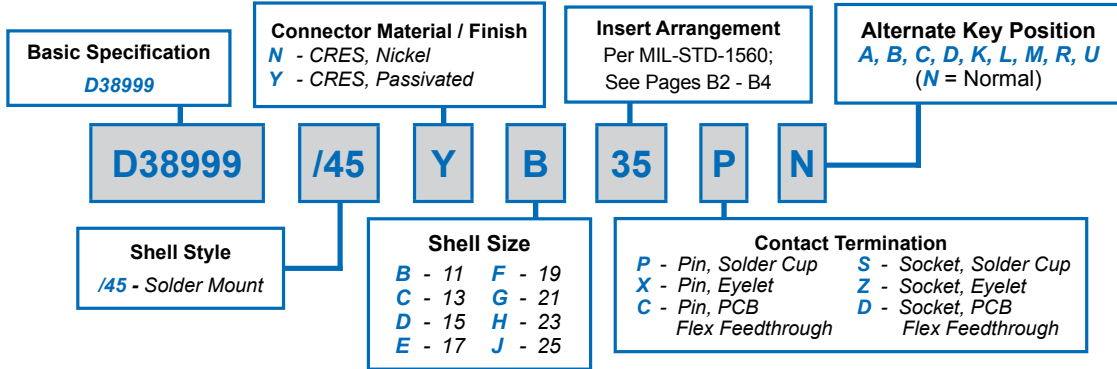 Basic Specification
D38999
Connector Material / Finish
N - CRES, Nickel
Y - CRES, Passivated
Insert Arrangement
Per MIL-STD-1560;
See Pages B2 - B4
Alternate Key Position
A, B, C, D, K, L, M, R, U
(N = Normal)
D38999 /45 Y B 35 P N
Shell Style
/45 - Solder Mount
Shell Size
B - 11 F - 19
C - 13 G - 21
D - 15 H - 23
E - 17 J - 25
Contact Termination
P - Pin, Solder Cup S - Socket, Solder Cup
X - Pin, Eyelet Z - Socket, Eyelet
C - Pin, PCB D - Socket, PCB
Flex Feedthrough Flex Feedthrough